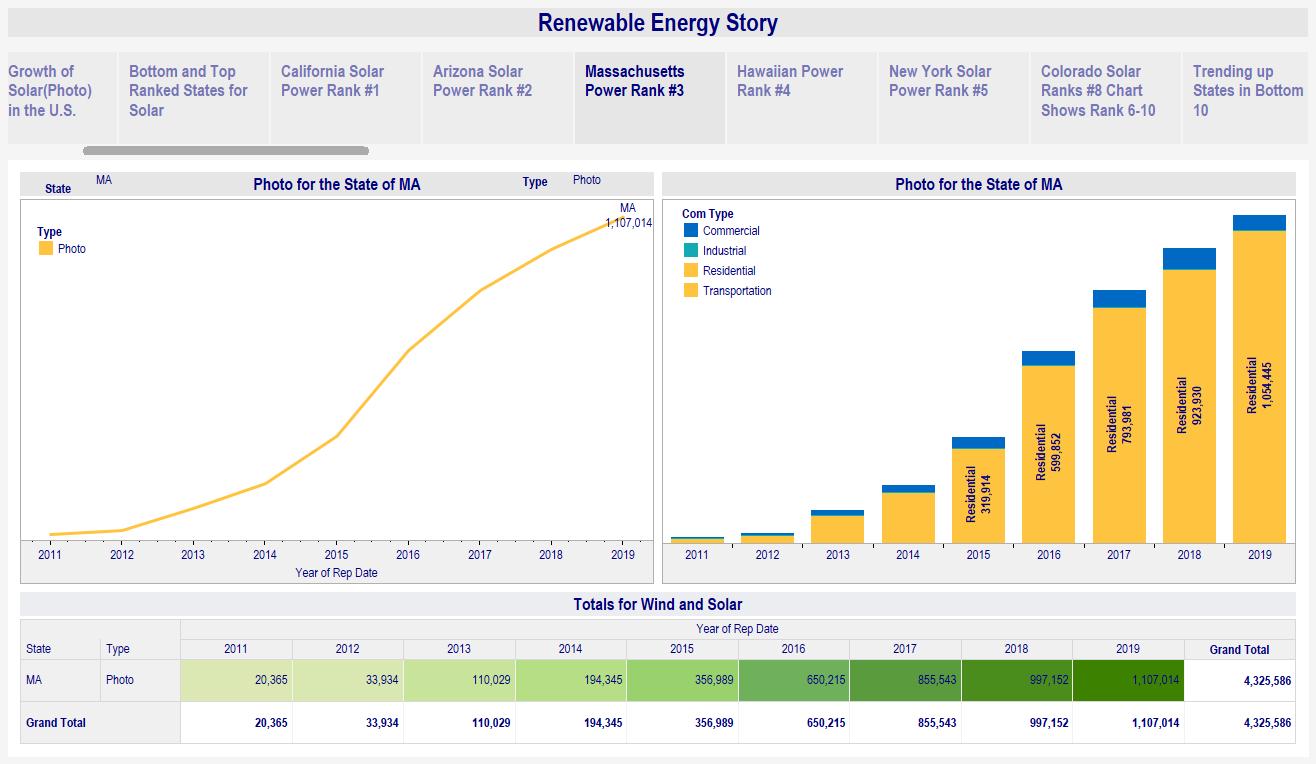 Renewable Energy Story
Growth of
Solar(Photo)
in the U.S.
Bottom and Top
Ranked States for
Solar
California Solar
Power Rank #1
Arizona Solar
Power Rank #2
Massachusetts
Power Rank #3
Hawaiian Power
Rank #4
New York Solar
Power Rank #5
Colorado Solar
Ranks #8 Chart
Shows Rank 6-10
Trending up
States in Bottom
10
State MA Photo for the State of MA Type Photo
MA
1,107,014
Type
Photo
2011 2012 2013 2014 2015 2016 2017 2018 2019
Year of Rep Date
Photo for the State of MA
Com Type
Commercial
Industrial
Residential
Transportation
Residential
319,914
Residential
599,852
Residential
793,981
Residential
923,930
Residential
1,054,445
2011 2012 2013 2014 2015 2016 2017 2018 2019
Totals for Wind and Solar
Year of Rep Date
State Type 2011 2012 2013 2014 2015 2016 2017 2018 2019 Grand Total
MA Photo 20,365 33,934 110,029 194,345 356,989 650,215 855,543 997,152 1,107,014 4,325,586
Grand Total 20,365 33,934 110,029 194,345 356,989 650,215 855,543 997,152 1,107,014 4,325,586